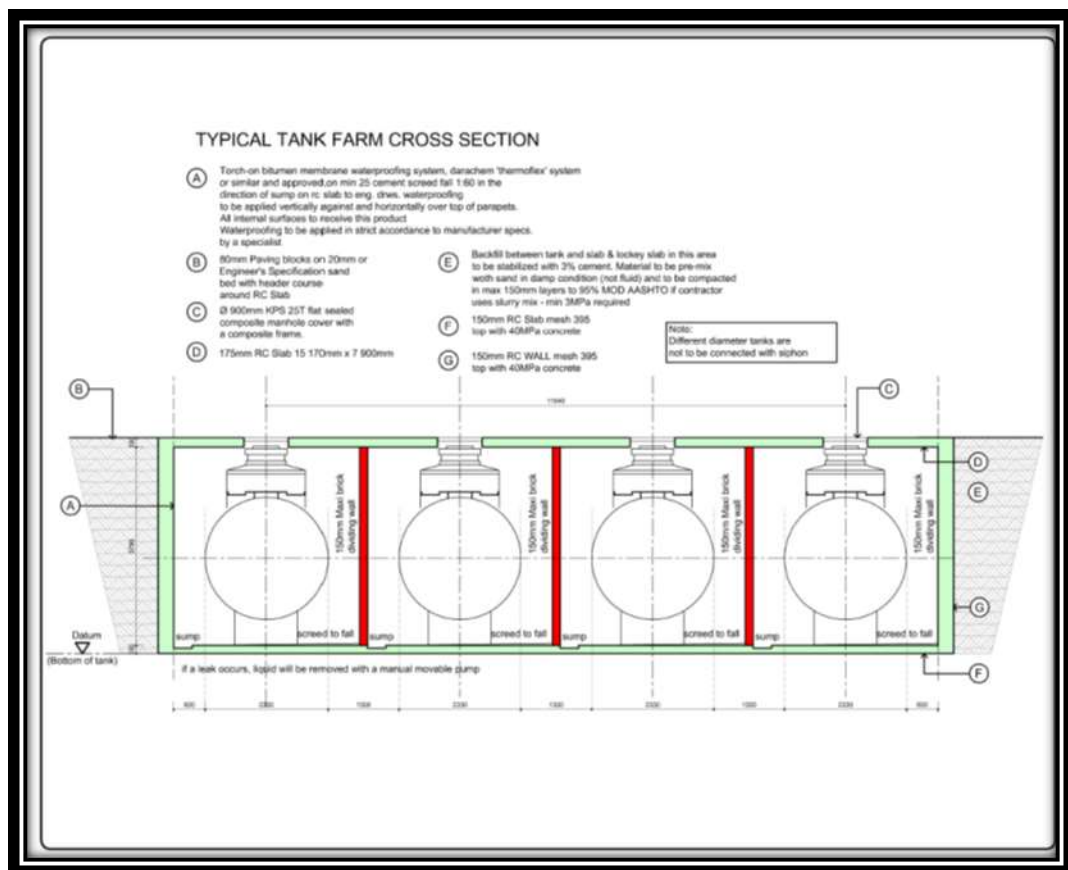 TYPICAL TANK FARM CROSS SECTION
A
Torch-on bitumen membrane waterproofing system, darachem 'thermoflex' system
or similar and approved,on min 25 cement screed fall 1:60 in the
direction of sump on rc slab to eng. drws. waterproofing
to be applied vertically against and horizontally over top of parapets.
All internal surfaces to receive this product
Waterproofing to be applied in strict accordance to manufacturer specs.
by a specialist
B
80mm Paving blocks on 20mm or
Engineer's Specification sand
bed with header course
around RC Slab
C
Ø 900mm KPS 25T flat sealed
composite manhole cover with
a composite frame.
D
175mm RC Slab 15 170mm x 7 900mm
E
Backfill between tank and slab & lockey slab in this area
to be stabilized with 3% cement. Material to be pre-mix
woth sand in damp condition (not fluid) and to be compacted
in max 150mm layers to 95% MOD AASHTO if contractor
uses slurry mix - min 3MPa required
F
150mm RC Slab mesh 395
top with 40MPa concrete
G
150mm RC WALL mesh 395
top with 40MPa concrete
Note:
Different diameter tanks are
not to be connected with siphon
B
C
D
A
E
G
F
150mm Maxi brick
dividing wall
150mm Maxi brick
dividing wall
150mm Maxi brick
dividing wall
150mm Maxi brick
dividing wall
Datum
(Bottom of tank)
sump
screed to fall
sump
screed to fall
sump
screed to fall
sump
screed to fall
if a leak occurs, liquid will be removed with a manual movable pump